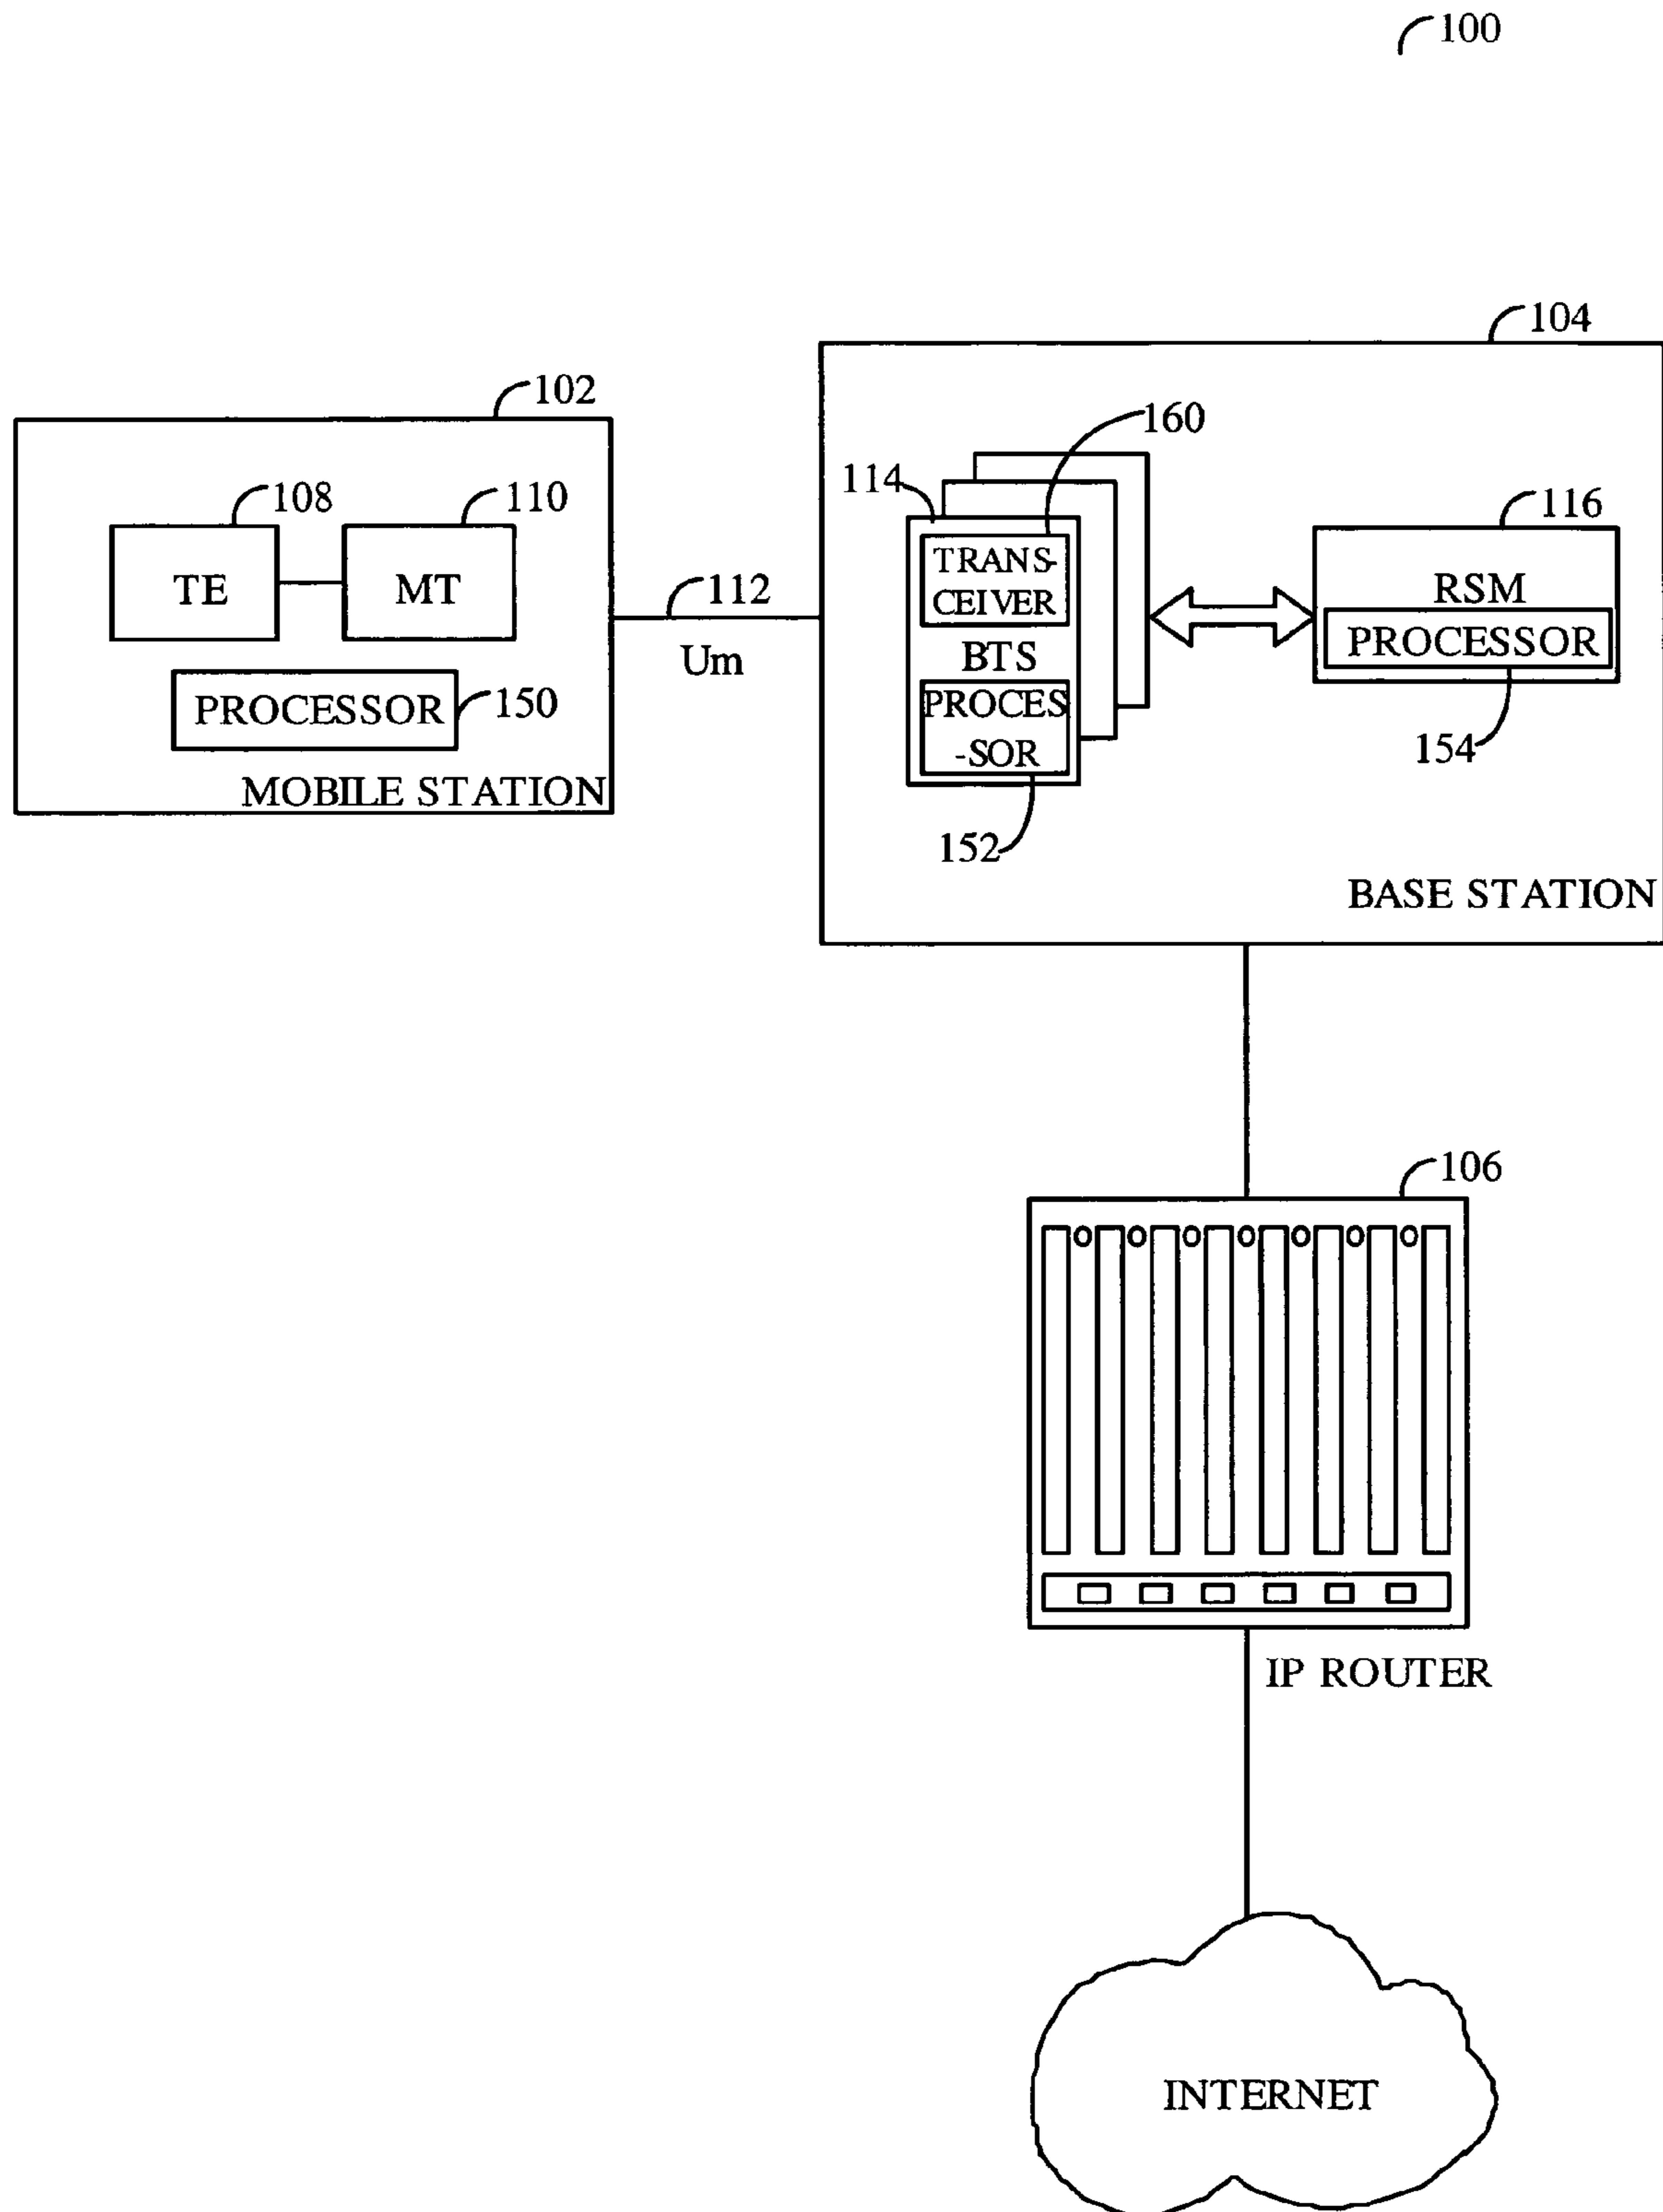 100
104
102
160
114
108
110
116
TRANS-
CEIVER
TE
MT
112
RSM
PROCESSOR
Um
BTS
PROCESSOR
150
PROCES
-SOR
154
MOBILE STATION
152
BASE STATION
106
IP ROUTER
INTERNET